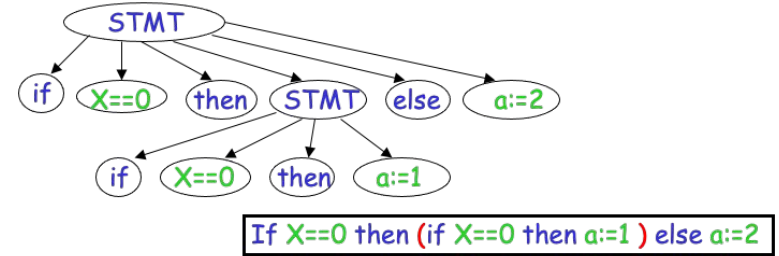 STMT
if X==0 then STMT else a:=2
if X==0 then a:=1
If X==0 then (if X==0 then a:=1 ) else a:=2